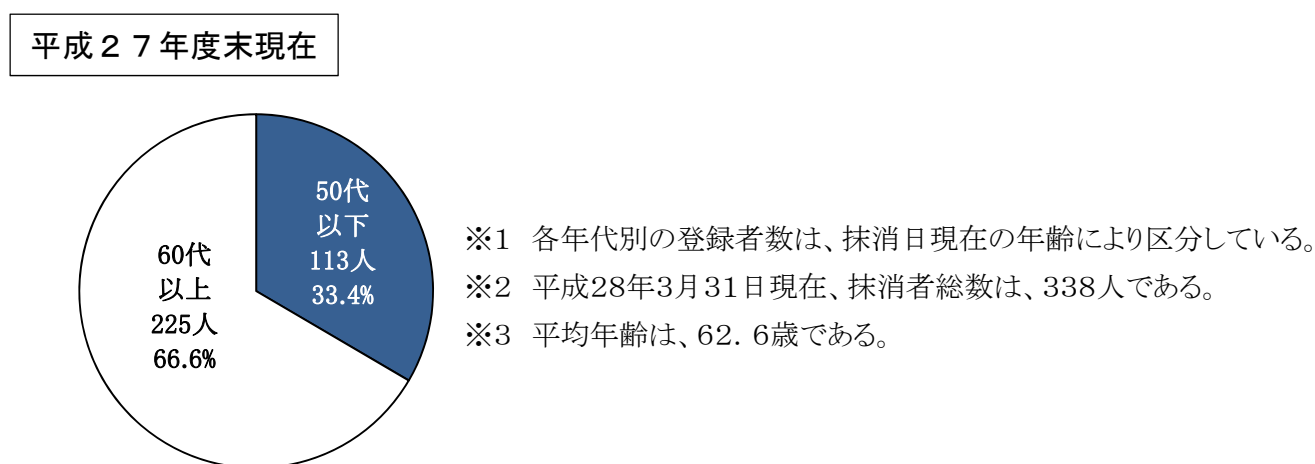 平成２７年度末現在
50代
以下
113人
33.4%
60代
以上
225人
66.6%
※1　各年代別の登録者数は、抹消日現在の年齢により区分している。
※2　平成28年3月31日現在、抹消者総数は、338人である。
※3　平均年齢は、62．6歳である。